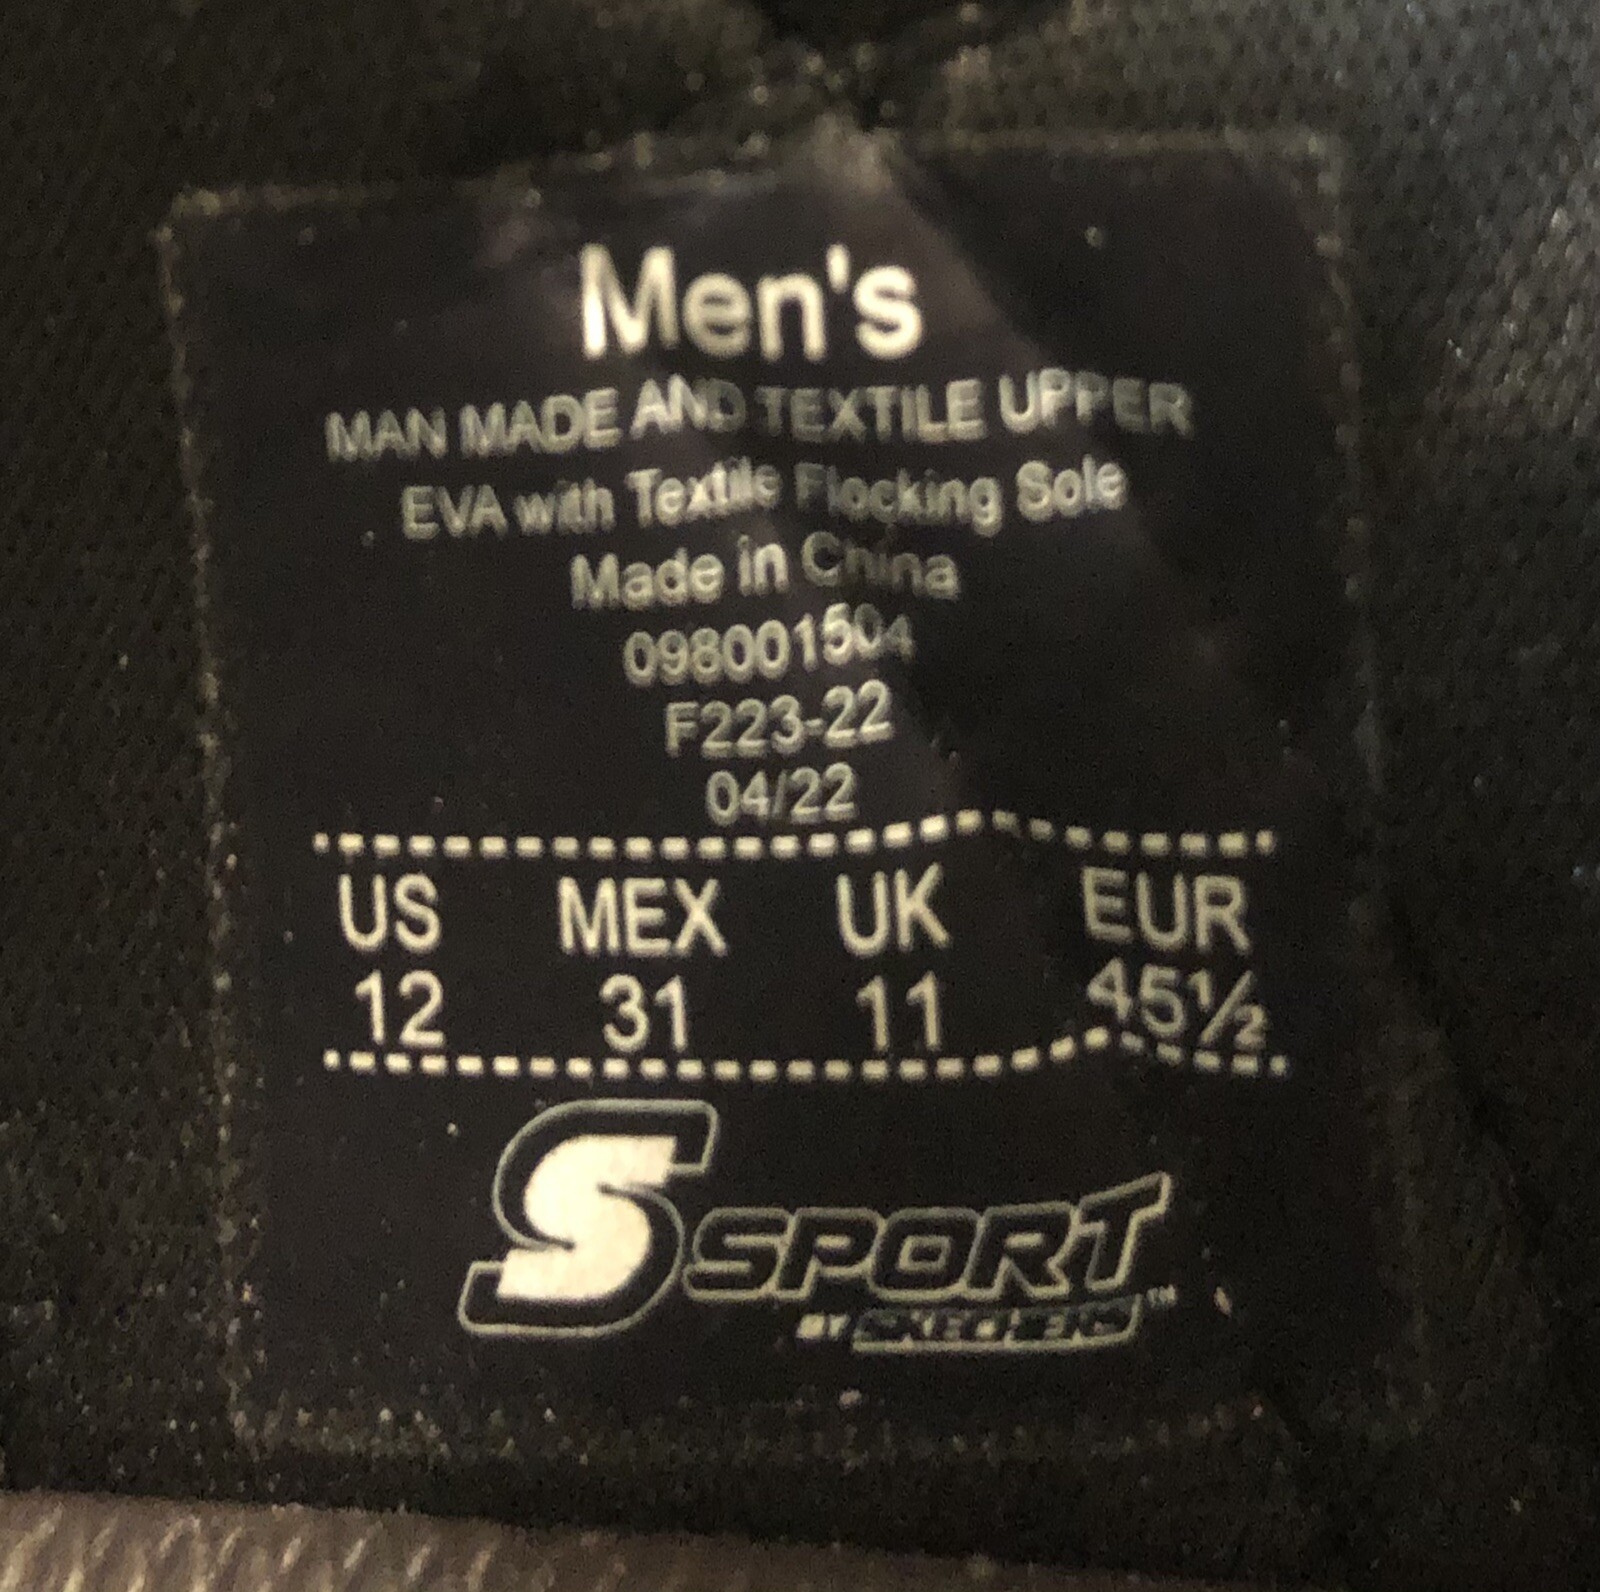 Men's
MAN MADE AND TEXTILE UPPER
EVA with Textile Flocking Sole
Made in China
098001504
F223-22
04/22
US MEX UK EUR
12 31 11 45½
S SPORT
BY SKECHERS™